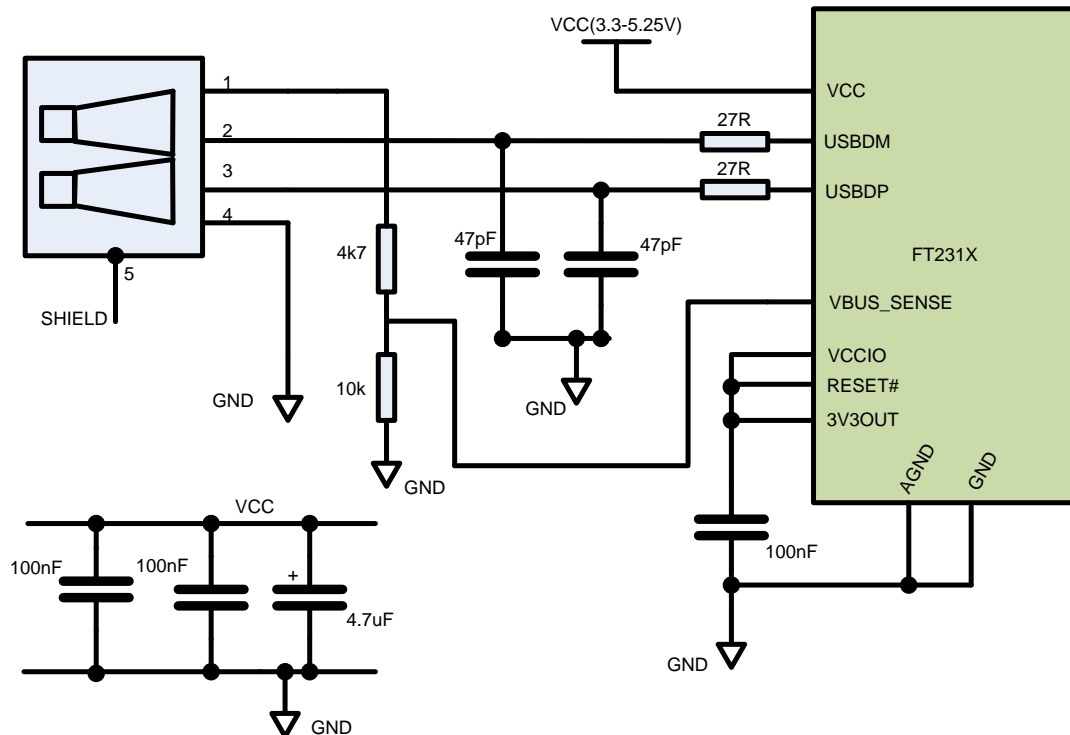 VCC(3.3-5.25V)
1
VCC
27R
2
USBDM
27R
3
USBDP
4
47pF
47pF
4k7
FT231X
5
VBUS_SENSE
SHIELD
VCCIO
RESET#
10k
GND
GND
3V3OUT
AGND
GND
GND
VCC
100nF
100nF
100nF
+
4.7uF
GND
GND